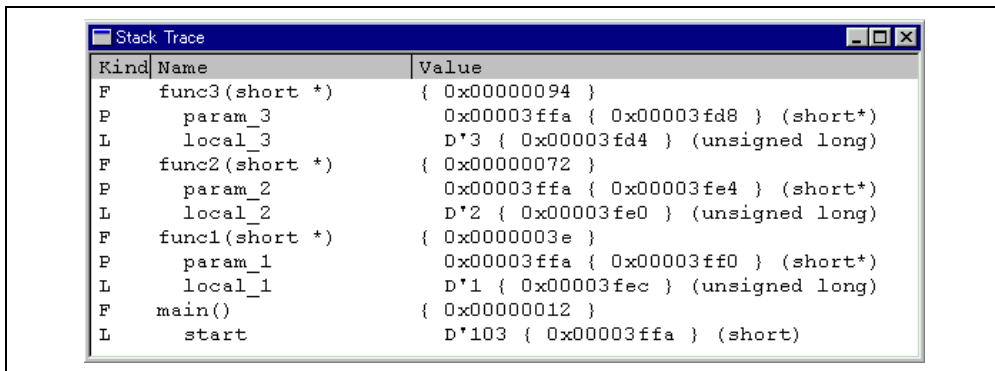 Stack Trace
Kind Name Value
F func3(short *) { 0x00000094 }
P param_3 0x00003ffa { 0x00003fd8 } (short*)
L local_3 D'3 { 0x00003fd4 } (unsigned long)
F func2(short *) { 0x00000072 }
P param_2 0x00003ffa { 0x00003fe4 } (short*)
L local_2 D'2 { 0x00003fe0 } (unsigned long)
F func1(short *) { 0x0000003e }
P param_1 0x00003ffa { 0x00003ff0 } (short*)
L local_1 D'1 { 0x00003fec } (unsigned long)
F main() { 0x00000012 }
L start D'103 { 0x00003ffa } (short)